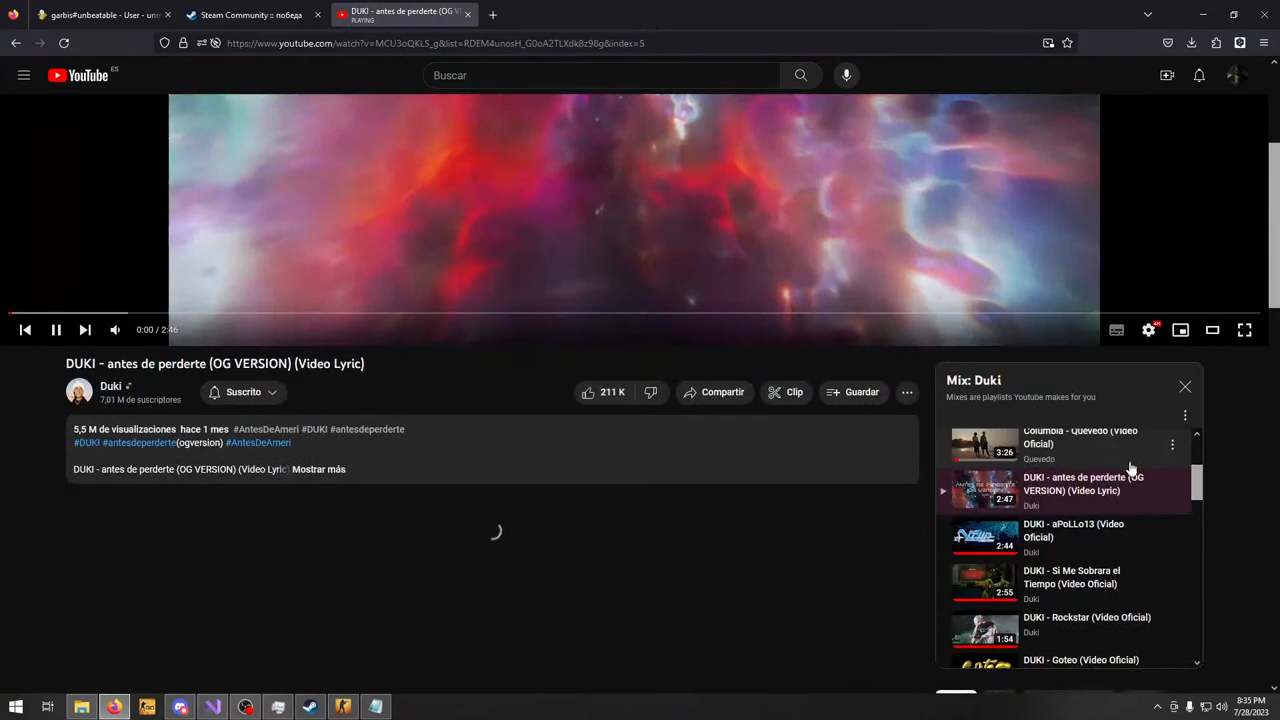 garbis#unbeatable - User - unm
Steam Community :: победа
DUKI - antes de perderte (OG Vi
PLAYING
https://www.youtube.com/watch?v=MCU3oQKLS_g&list=RDEM4unosH_G0oA2TLXdk8z98g&index=5
YouTube ES
Buscar
0:00 / 2:46
DUKI - antes de perderte (OG VERSION) (Video Lyric)
Duki
7,01 M de suscriptores
Suscrito
211 K
Compartir
Clip
Guardar
5,5 M de visualizaciones hace 1 mes #AntesDeAmeri #DUKI #antesdeperderte
#DUKI #antesdeperderte(ogversion) #AntesDeAmeri
DUKI - antes de perderte (OG VERSION) (Video Lyric) Mostrar más
Mix: Duki
Mixes are playlists Youtube makes for you
Columbia - Quevedo (Video
Oficial)
3:26
Quevedo
DUKI - antes de perderte (OG
VERSION) (Video Lyric)
2:47
Duki
DUKI - aPoLLo13 (Video
Oficial)
2:44
Duki
DUKI - Si Me Sobrara el
Tiempo (Video Oficial)
2:55
Duki
DUKI - Rockstar (Video Oficial)
1:54
Duki
DUKI - Goteo (Video Oficial)
8:35 PM
7/28/2023